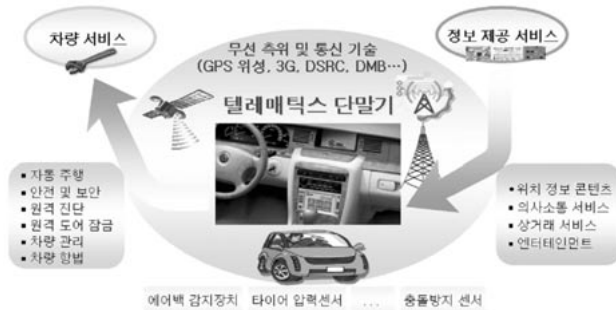 차량 서비스
정보 제공 서비스
무선 측위 및 통신 기술
(GPS 위성, 3G, DSRC, DMB…)
텔레매틱스 단말기
▪ 자동 주행
▪ 안전 및 보안
▪ 원격 진단
▪ 원격 도어 잠금
▪ 차량 관리
▪ 차량 항법
▪ 위치 정보 콘텐츠
▪ 의사소통 서비스
▪ 상거래 서비스
▪ 엔터테인먼트
에어백 감지장치
타이어 압력센서
...
충돌방지 센서